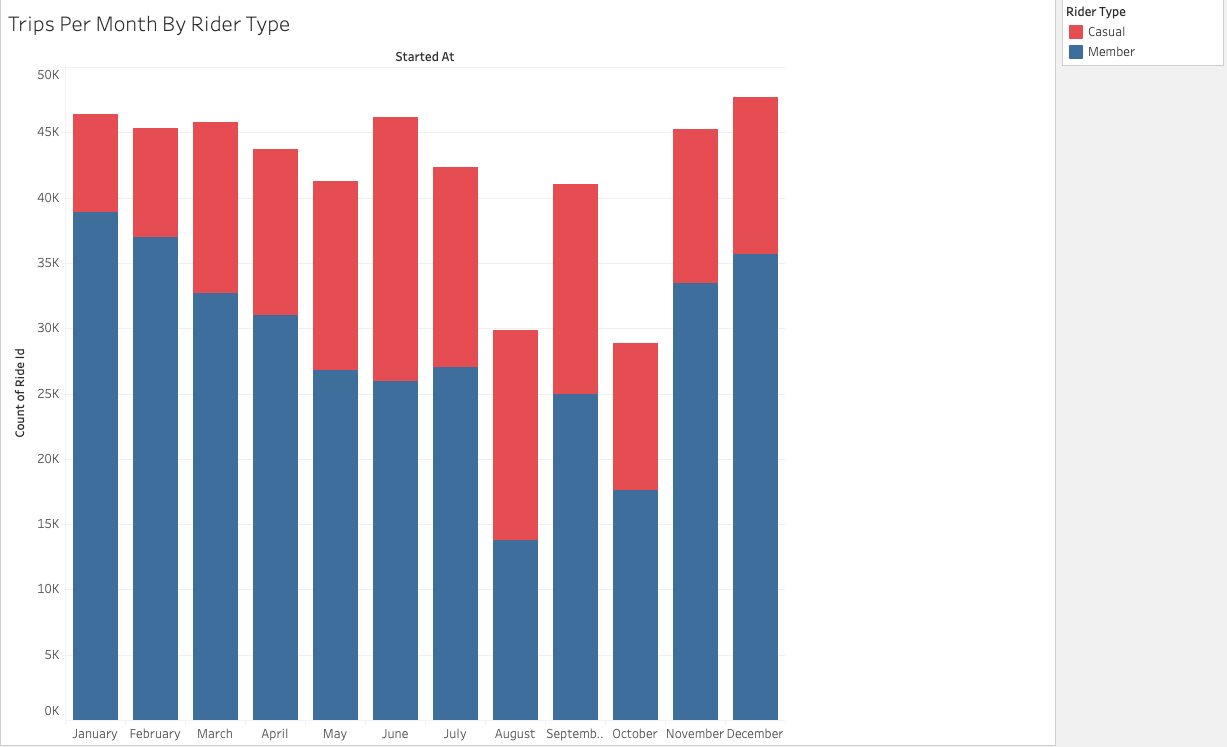 Trips Per Month By Rider Type
Started At
50K
45K
40K
35K
30K
25K
20K
15K
10K
5K
0K
Count of Ride Id
January February March April May June July August Septemb.. October November December
Rider Type
Casual
Member